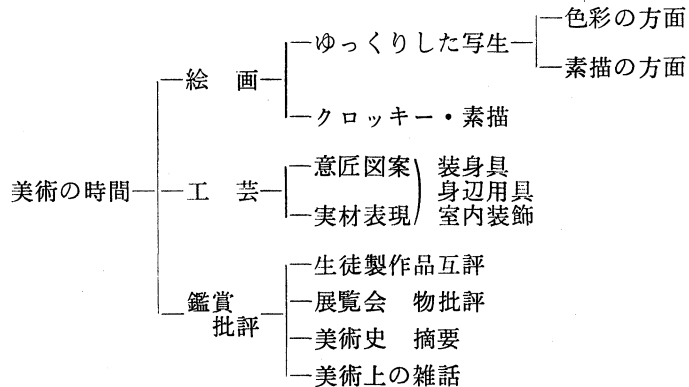 美術の時間
絵　画
ゆっくりした写生
色彩の方面
素描の方面
クロッキー・素描
工　芸
意匠図案
実材表現
装身具
身辺用具
室内装飾
鑑賞
批評
生徒製作品互評
展覧会　物批評
美術史　摘要
美術上の雑話